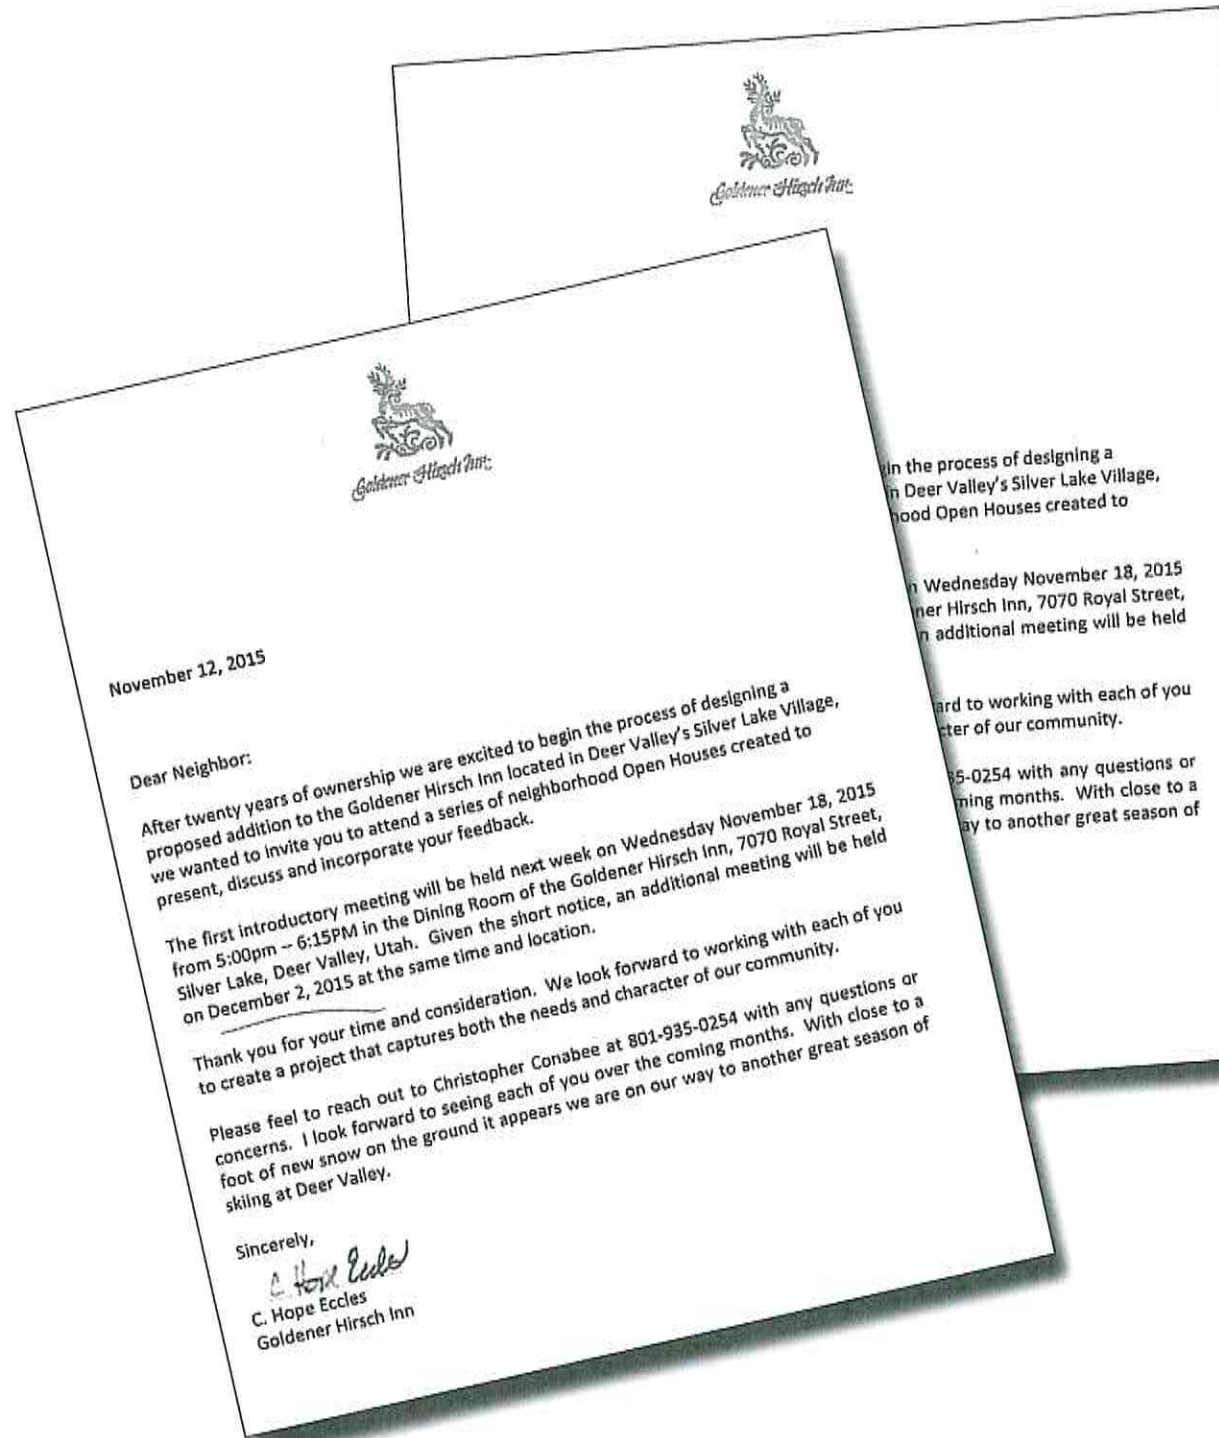 Goldener Hirsch Inn
in the process of designing a
n Deer Valley's Silver Lake Village,
hood Open Houses created to
n Wednesday November 18, 2015
ner Hirsch Inn, 7070 Royal Street,
n additional meeting will be held
ard to working with each of you
cter of our community.
35-0254 with any questions or
ming months. With close to a
ay to another great season of
Goldener Hirsch Inn
November 12, 2015
Dear Neighbor:
After twenty years of ownership we are excited to begin the process of designing a
proposed addition to the Goldener Hirsch Inn located in Deer Valley's Silver Lake Village,
we wanted to invite you to attend a series of neighborhood Open Houses created to
present, discuss and incorporate your feedback.
The first introductory meeting will be held next week on Wednesday November 18, 2015
from 5:00pm -- 6:15PM in the Dining Room of the Goldener Hirsch Inn, 7070 Royal Street,
Silver Lake, Deer Valley, Utah. Given the short notice, an additional meeting will be held
on December 2, 2015 at the same time and location.
Thank you for your time and consideration. We look forward to working with each of you
to create a project that captures both the needs and character of our community.
Please feel to reach out to Christopher Conabee at 801-935-0254 with any questions or
concerns. I look forward to seeing each of you over the coming months. With close to a
foot of new snow on the ground it appears we are on our way to another great season of
skiing at Deer Valley.
Sincerely,
C. Hope Eccles
C. Hope Eccles
Goldener Hirsch Inn